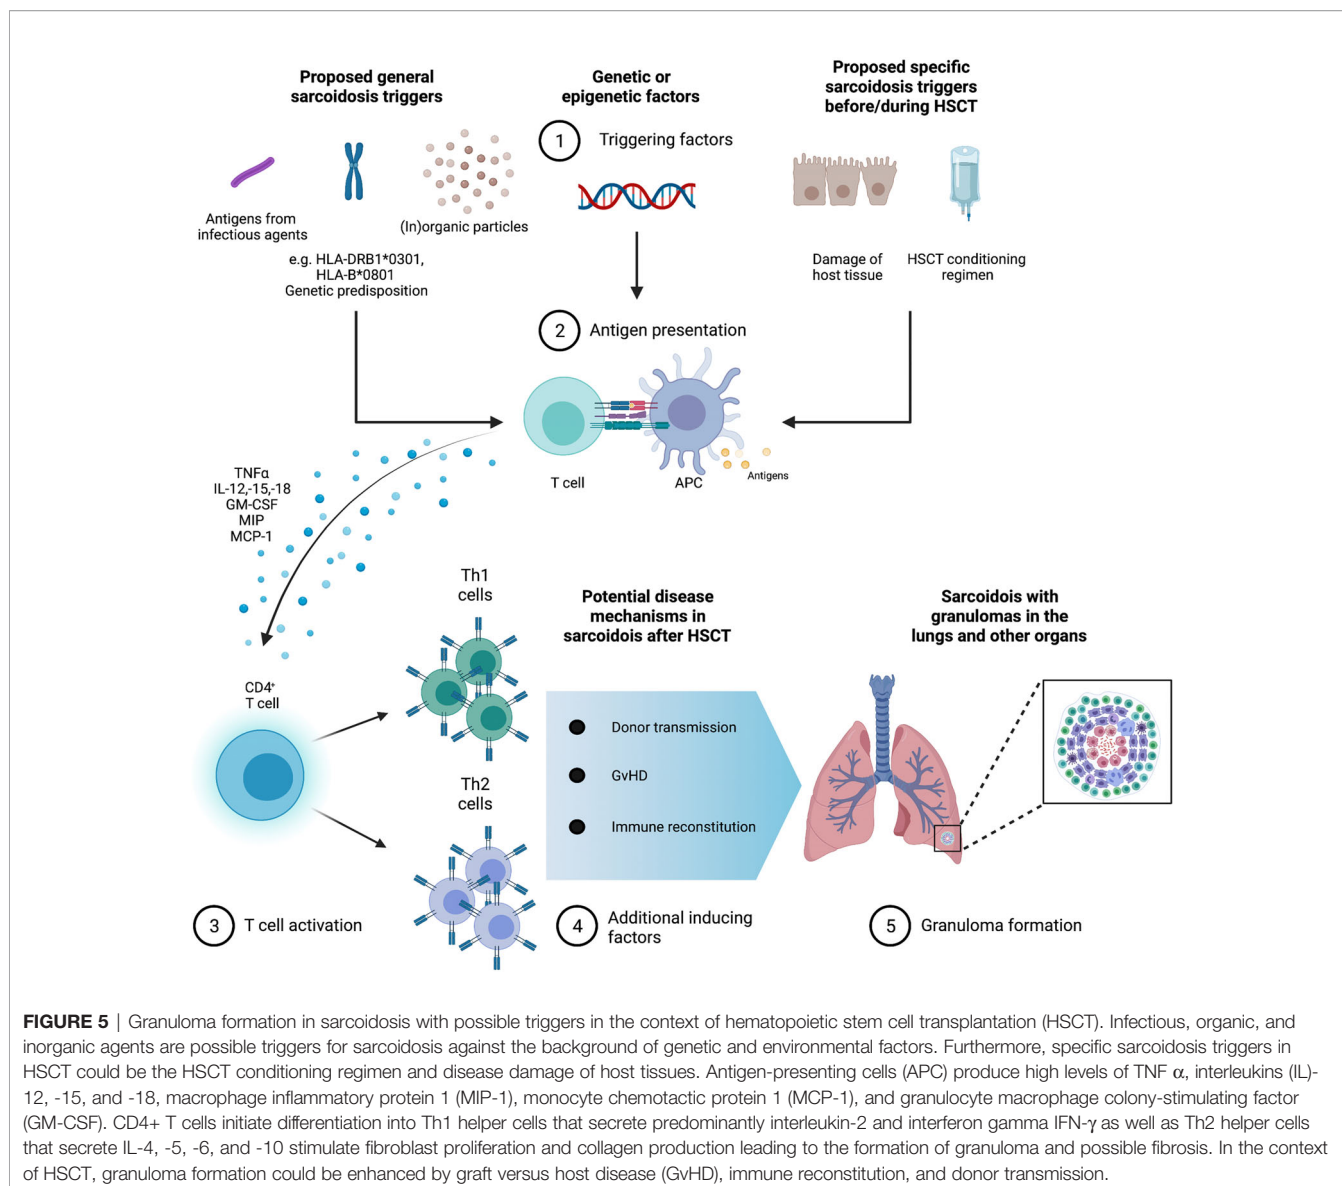 Proposed general
sarcoidosis triggers
Genetic or
epigenetic factors
Proposed specific
sarcoidosis triggers
before/during HSCT
1
Triggering factors
Antigens from
infectious agents
(In)organic particles
e.g. HLA-DRB1*0301,
HLA-B*0801
Genetic predisposition
Damage of
host tissue
HSCT conditioning
regimen
2
Antigen presentation
T cell
APC
Antigens
TNFα
IL-12,-15,-18
GM-CSF
MIP
MCP-1
CD4+
T cell
Th1
cells
Th2
cells
Potential disease
mechanisms in
sarcoidois after HSCT
Donor transmission
GvHD
Immune reconstitution
Sarcoidosis with
granulomas in the
lungs and other organs
3
T cell activation
4
Additional inducing
factors
5
Granuloma formation
FIGURE 5 | Granuloma formation in sarcoidosis with possible triggers in the context of hematopoietic stem cell transplantation (HSCT). Infectious, organic, and
inorganic agents are possible triggers for sarcoidosis against the background of genetic and environmental factors. Furthermore, specific sarcoidosis triggers in
HSCT could be the HSCT conditioning regimen and disease damage of host tissues. Antigen-presenting cells (APC) produce high levels of TNF α, interleukins (IL)-
12, -15, and -18, macrophage inflammatory protein 1 (MIP-1), monocyte chemotactic protein 1 (MCP-1), and granulocyte macrophage colony-stimulating factor
(GM-CSF). CD4+ T cells initiate differentiation into Th1 helper cells that secrete predominantly interleukin-2 and interferon gamma IFN-γ as well as Th2 helper cells
that secrete IL-4, -5, -6, and -10 stimulate fibroblast proliferation and collagen production leading to the formation of granuloma and possible fibrosis. In the context
of HSCT, granuloma formation could be enhanced by graft versus host disease (GvHD), immune reconstitution, and donor transmission.